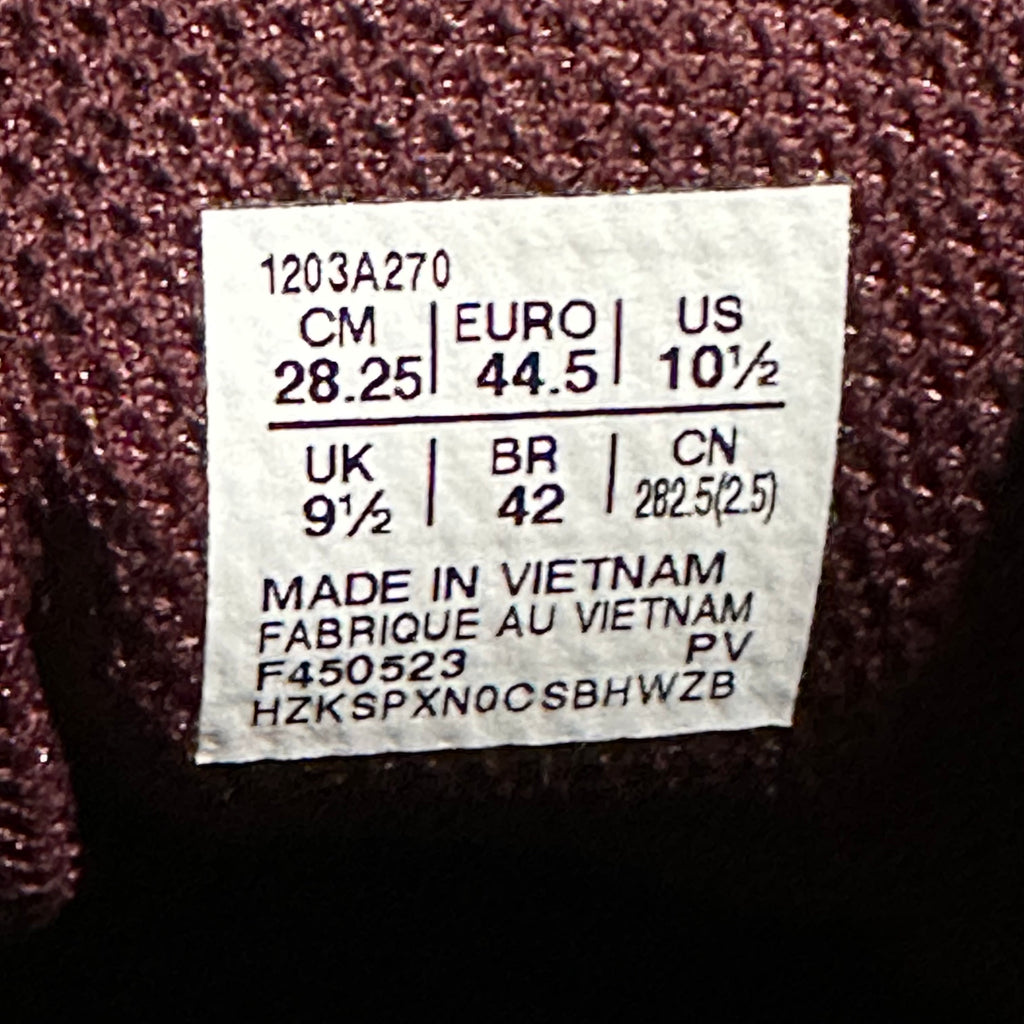 1203A270
CM | EURO | US
28.25 | 44.5 | 10½
UK | BR | CN
9½ | 42 | 282.5(2.5)
MADE IN VIETNAM
FABRIQUE AU VIETNAM
F450523 PV
HZKSPXN0CSBHWZB